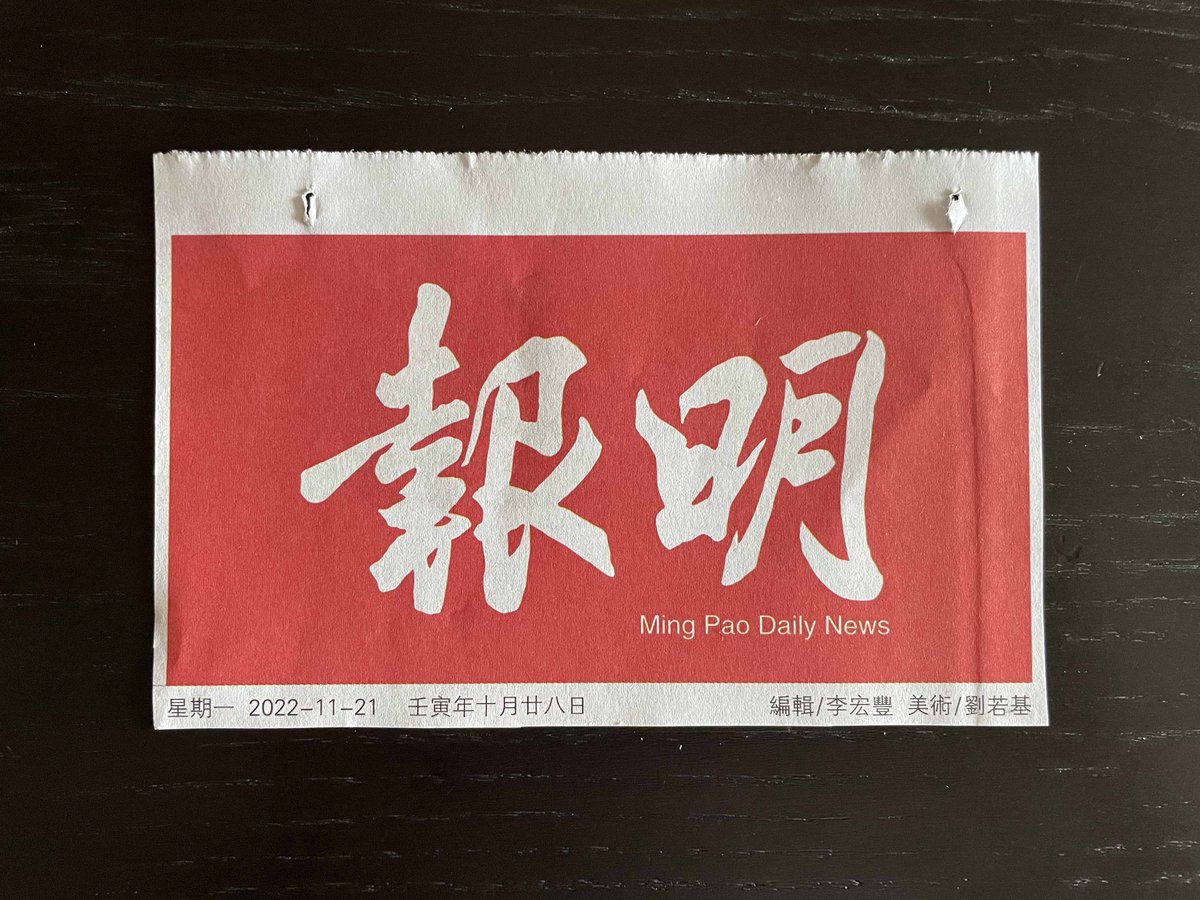 明報
Ming Pao Daily News
星期一 2022-11-21 壬寅年十月廿八日 編輯/李宏豐 美術/劉若基